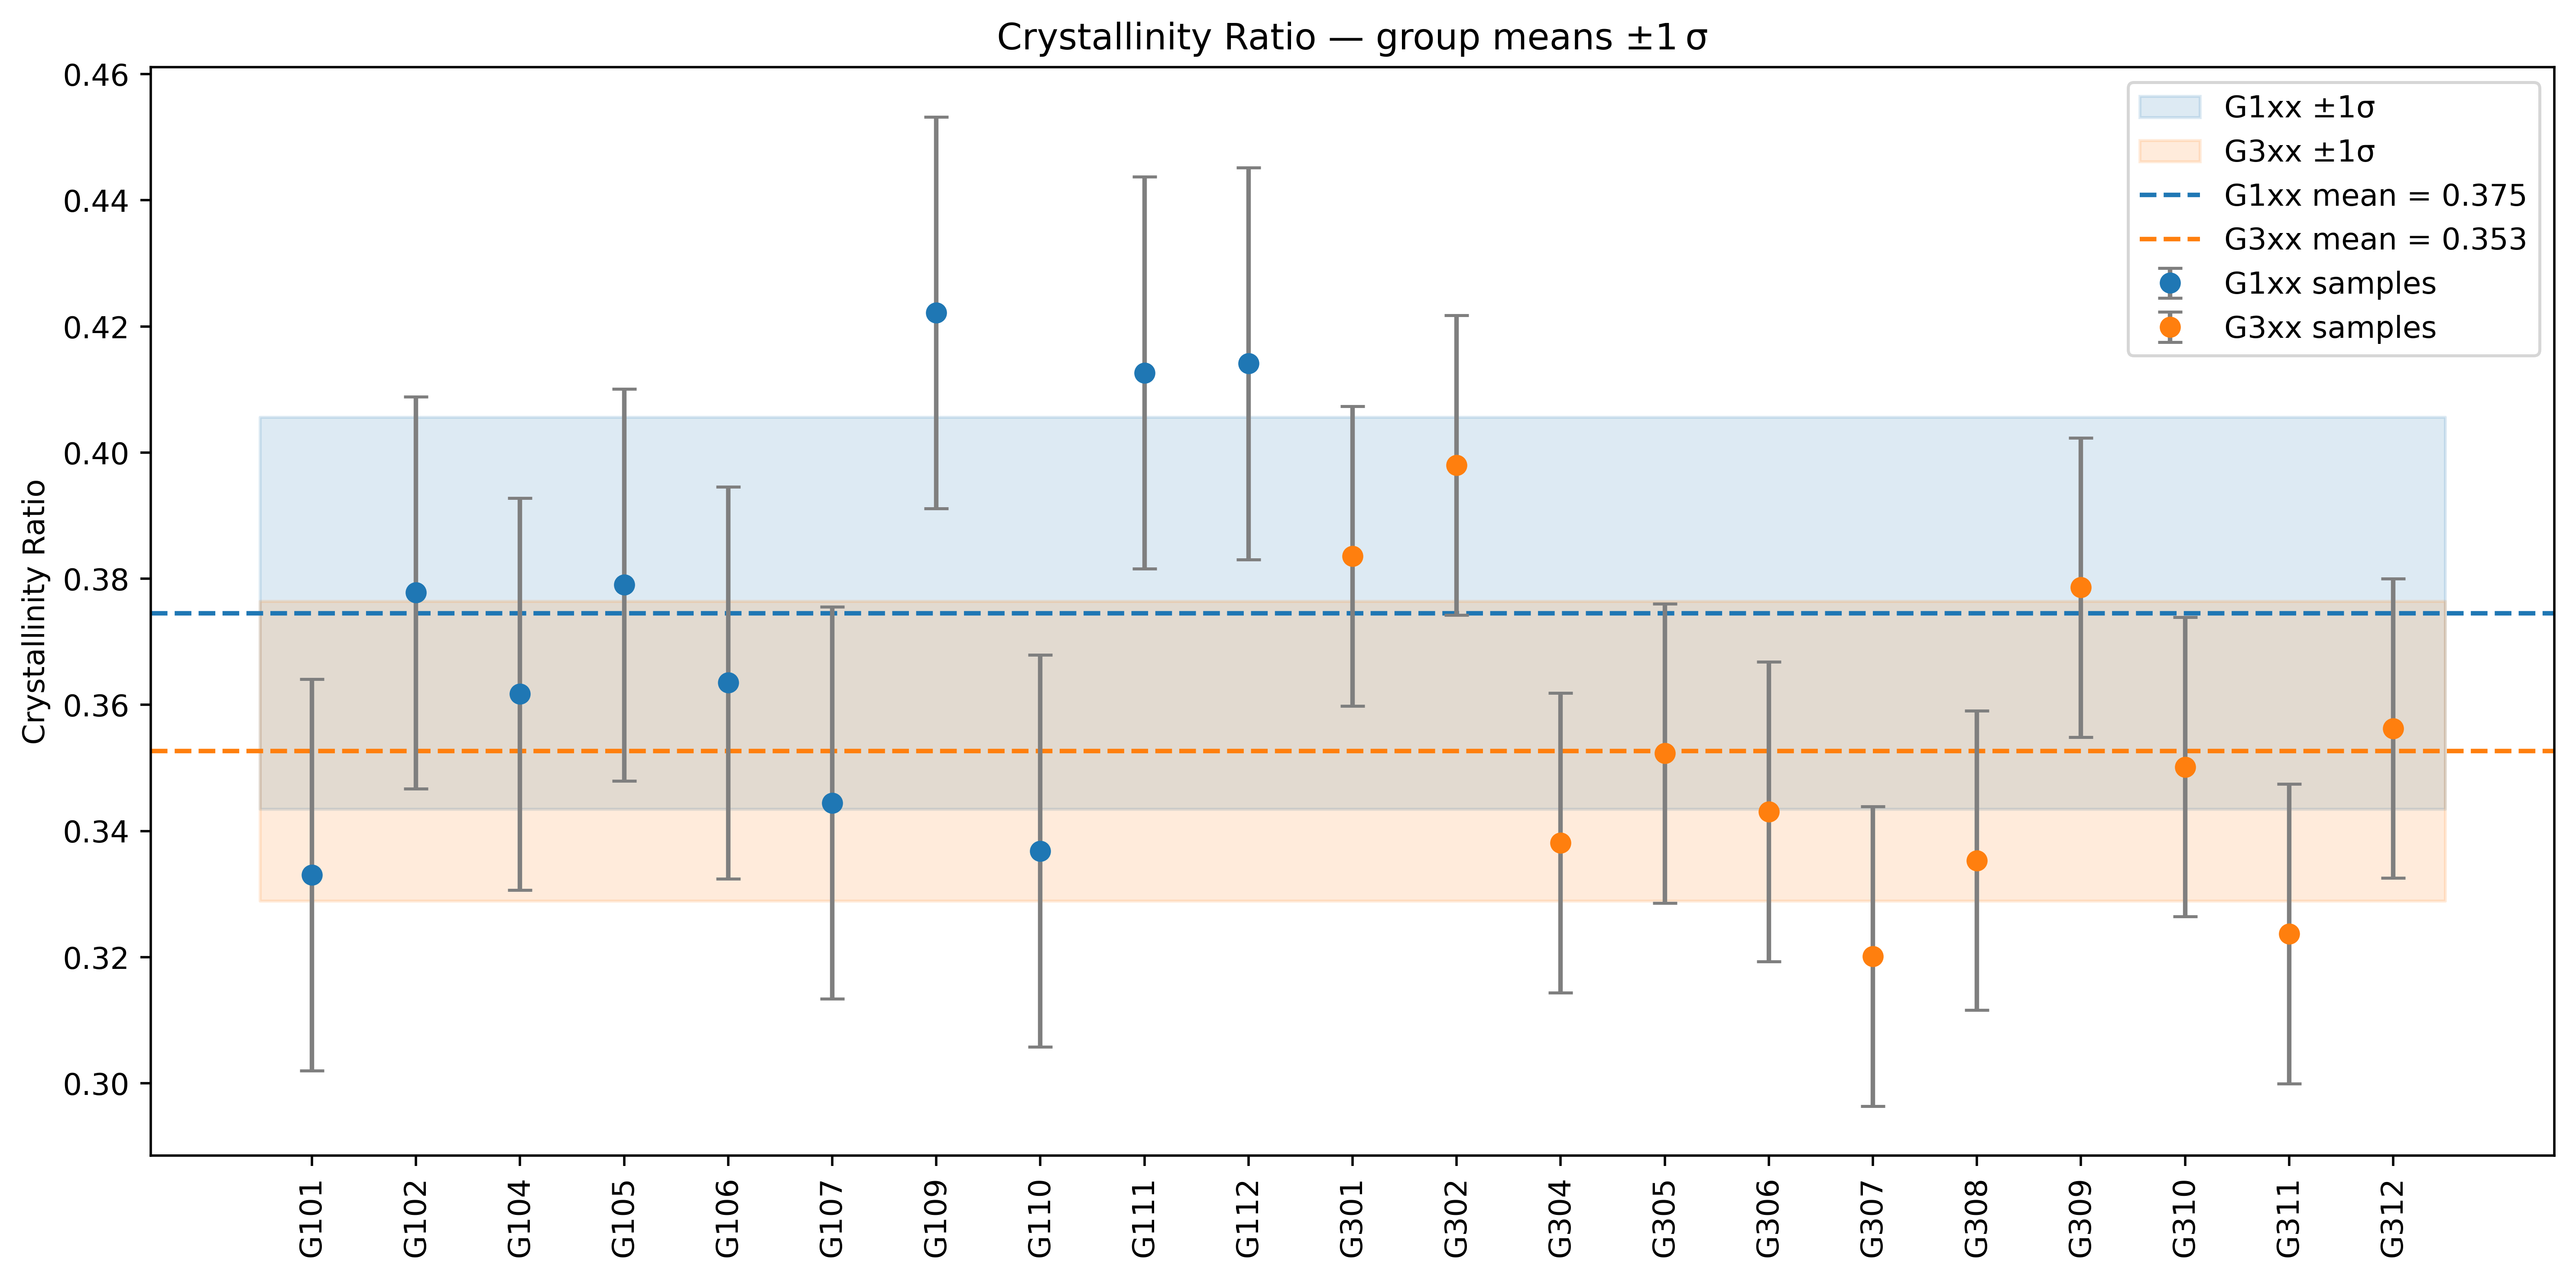 Crystallinity Ratio — group means ±1 σ
0.46
0.44
0.42
0.40
0.38
0.36
0.34
0.32
0.30
Crystallinity Ratio
G1xx ±1σ
G3xx ±1σ
G1xx mean = 0.375
G3xx mean = 0.353
G1xx samples
G3xx samples
G101
G102
G104
G105
G106
G107
G109
G110
G111
G112
G301
G302
G304
G305
G306
G307
G308
G309
G310
G311
G312